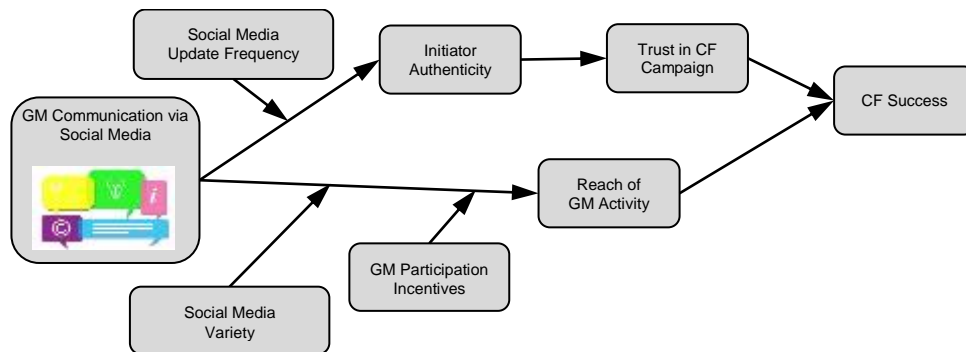 Social Media
Update Frequency
Initiator
Authenticity
Trust in CF
Campaign
CF Success
GM Communication via
Social Media
i
©
Reach of
GM Activity
GM Participation
Incentives
Social Media
Variety